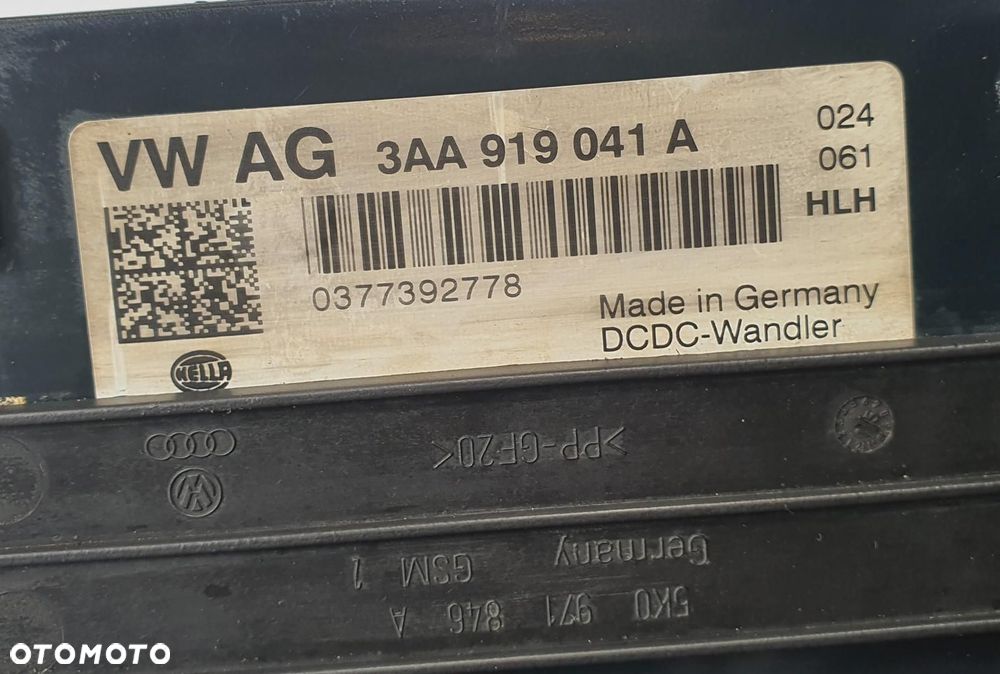 VW AG 3AA 919 041 A
024
061
HLH
0377392778
Made in Germany
DCDC-Wandler
HELLA
>PP-GF20<
Germany
GSM 1
5K0 971 846 A
OTOMOTO